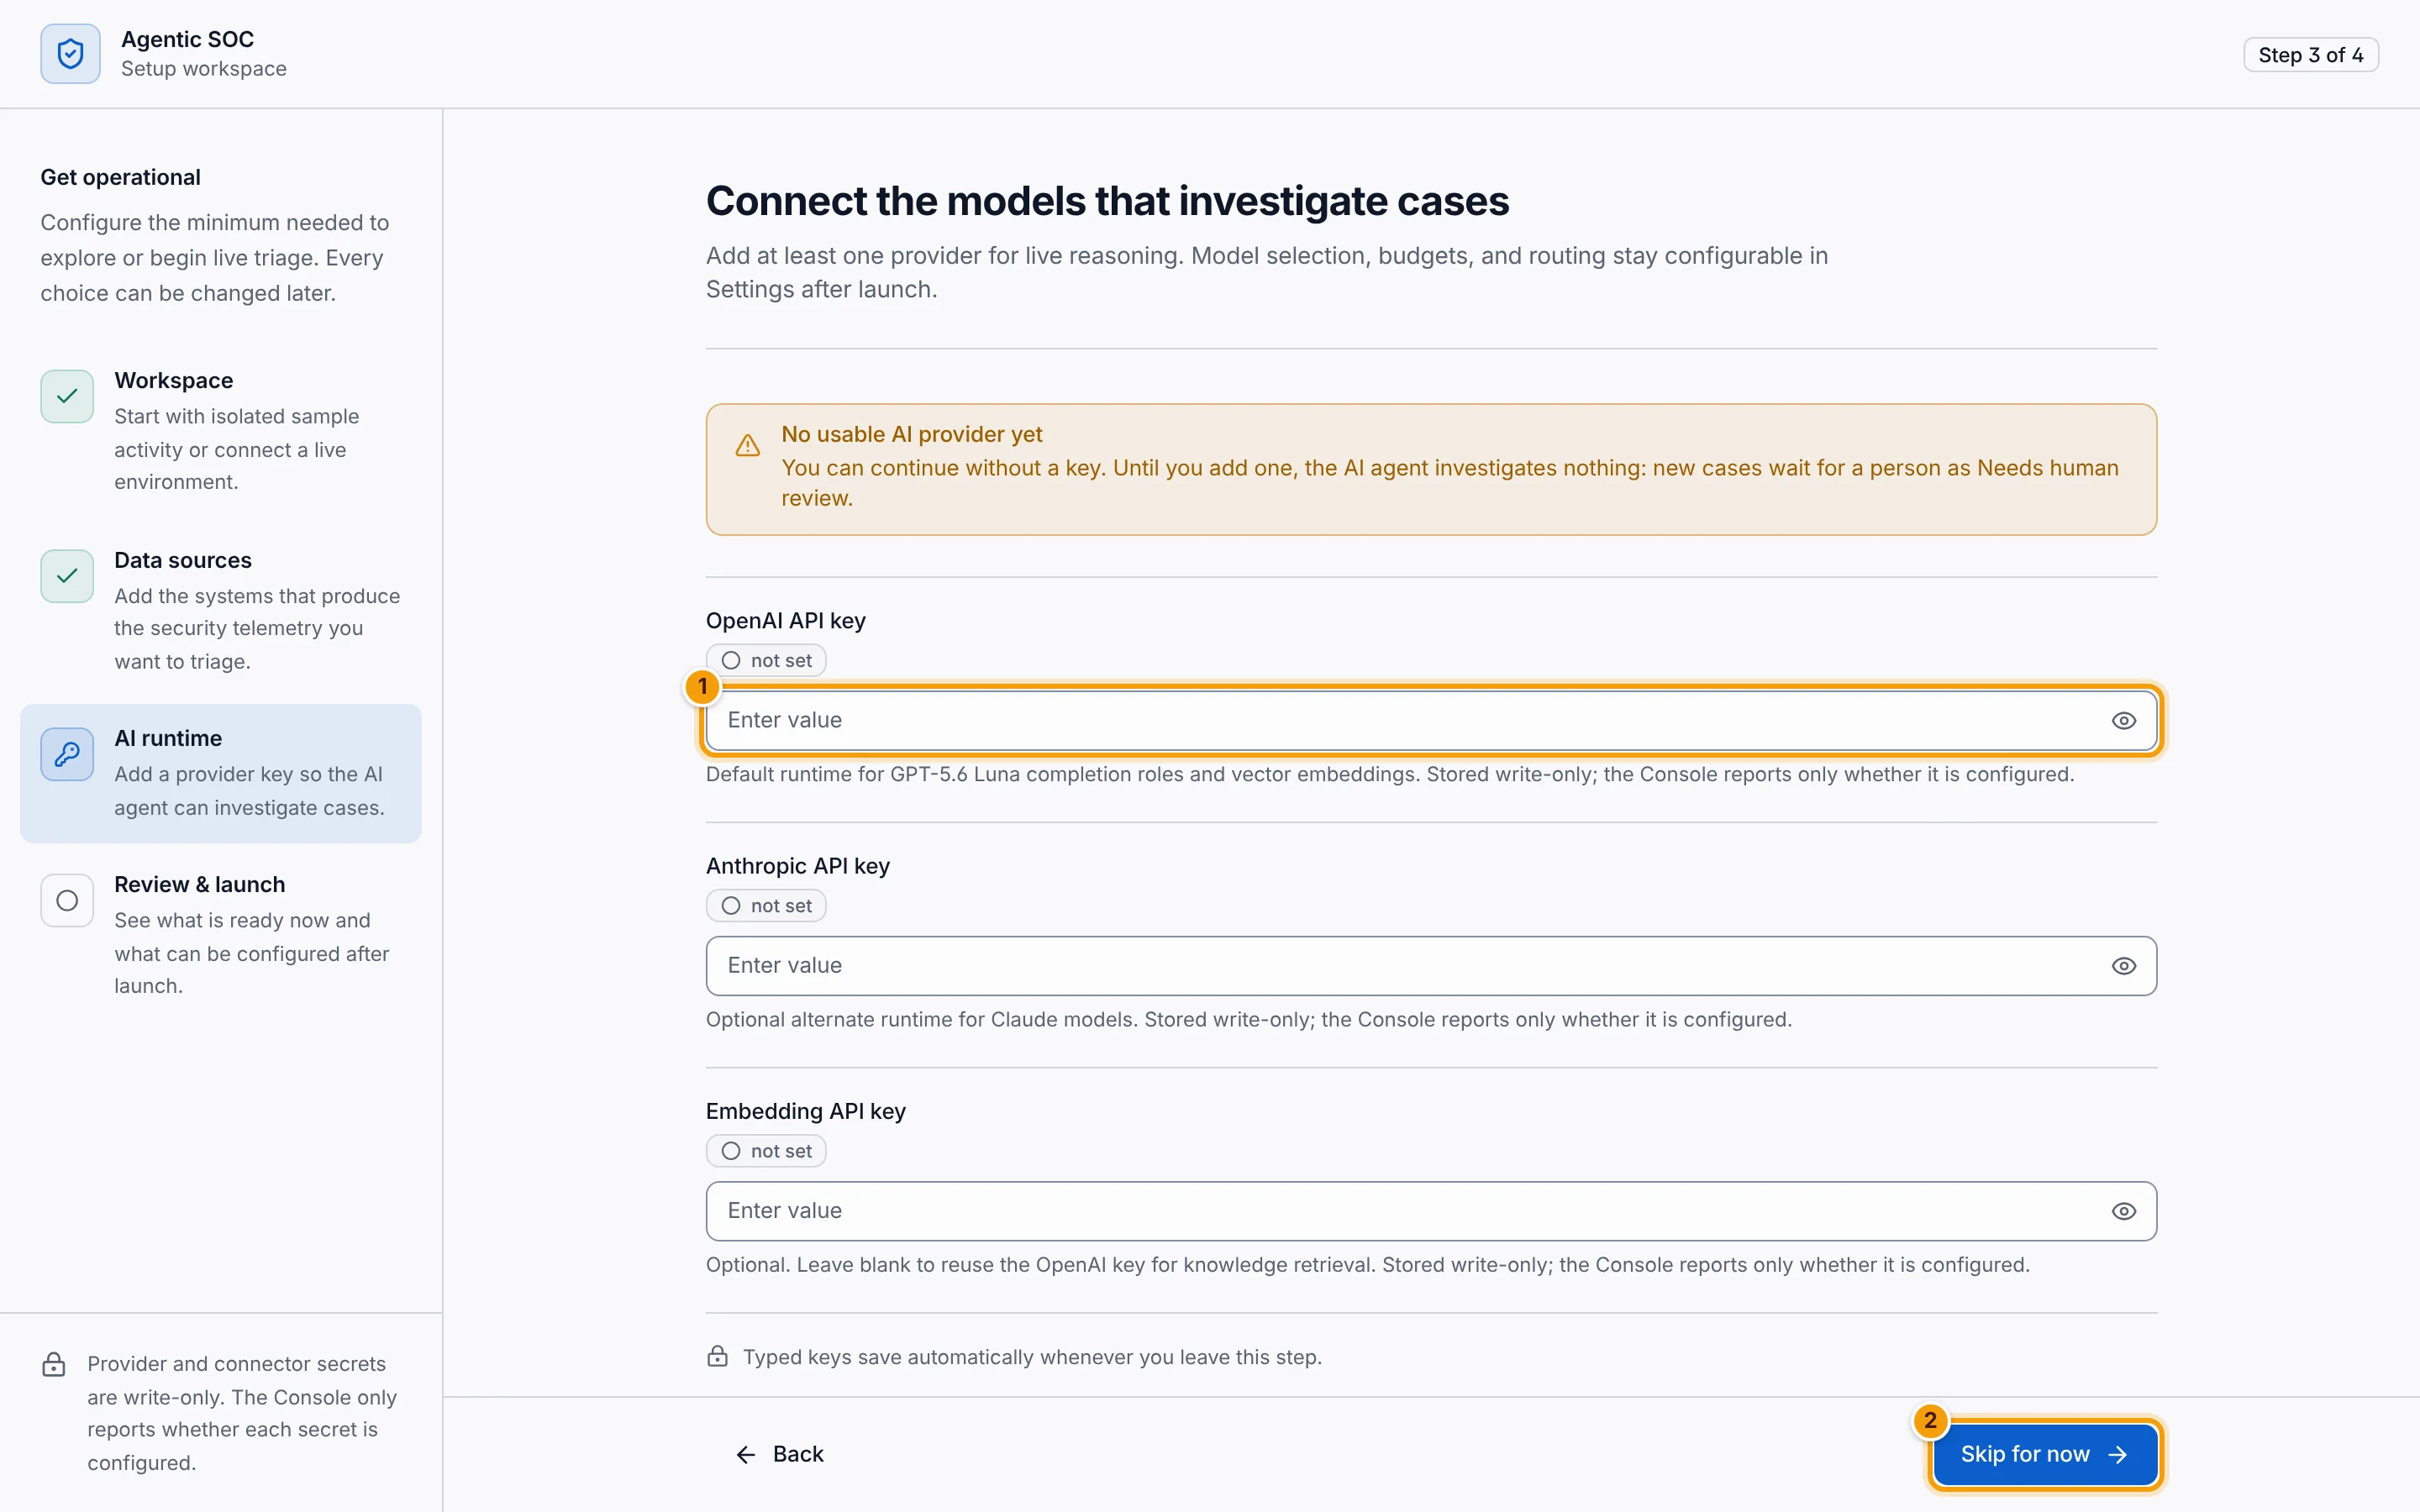 Agentic SOC
Setup workspace
Step 3 of 4
Get operational
Configure the minimum needed to
explore or begin live triage. Every
choice can be changed later.
Workspace
Start with isolated sample
activity or connect a live
environment.
Data sources
Add the systems that produce
the security telemetry you
want to triage.
AI runtime
Add a provider key so the AI
agent can investigate cases.
Review & launch
See what is ready now and
what can be configured after
launch.
Provider and connector secrets
are write-only. The Console only
reports whether each secret is
configured.
Connect the models that investigate cases
Add at least one provider for live reasoning. Model selection, budgets, and routing stay configurable in
Settings after launch.
No usable AI provider yet
You can continue without a key. Until you add one, the AI agent investigates nothing: new cases wait for a person as Needs human
review.
OpenAI API key
not set
1
Enter value
Default runtime for GPT-5.6 Luna completion roles and vector embeddings. Stored write-only; the Console reports only whether it is configured.
Anthropic API key
not set
Enter value
Optional alternate runtime for Claude models. Stored write-only; the Console reports only whether it is configured.
Embedding API key
not set
Enter value
Optional. Leave blank to reuse the OpenAI key for knowledge retrieval. Stored write-only; the Console reports only whether it is configured.
Typed keys save automatically whenever you leave this step.
Back
2
Skip for now